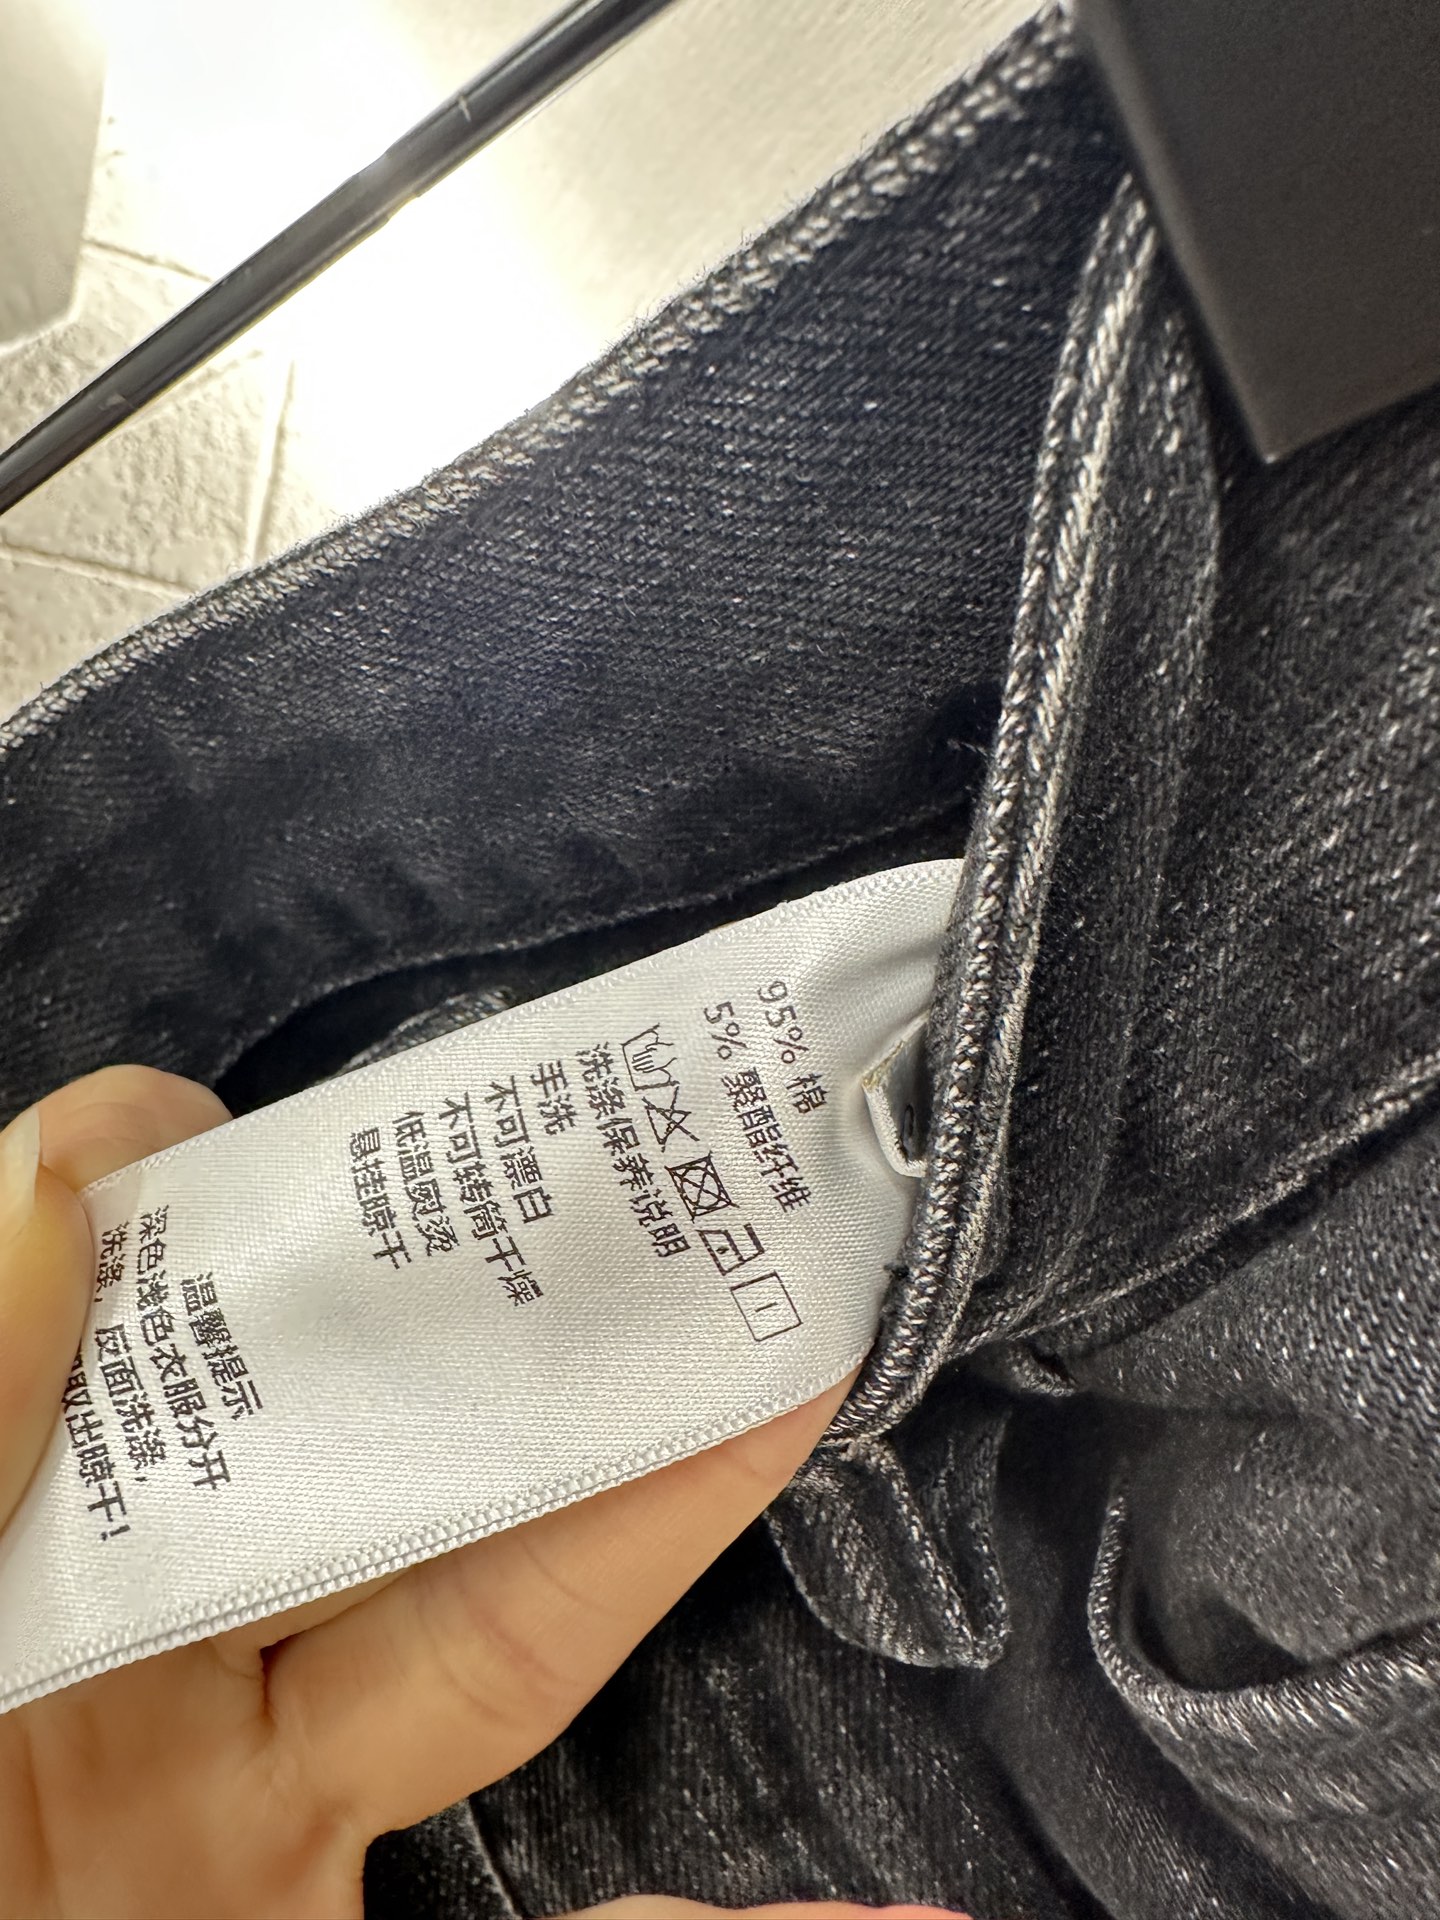 95% 棉
5% 聚酯纤维
洗涤保养说明
手洗
不可漂白
不可转筒干燥
低温熨烫
悬挂晾干
温馨提示
深色浅色衣服分开
洗涤，反面洗涤，
取出晾干！